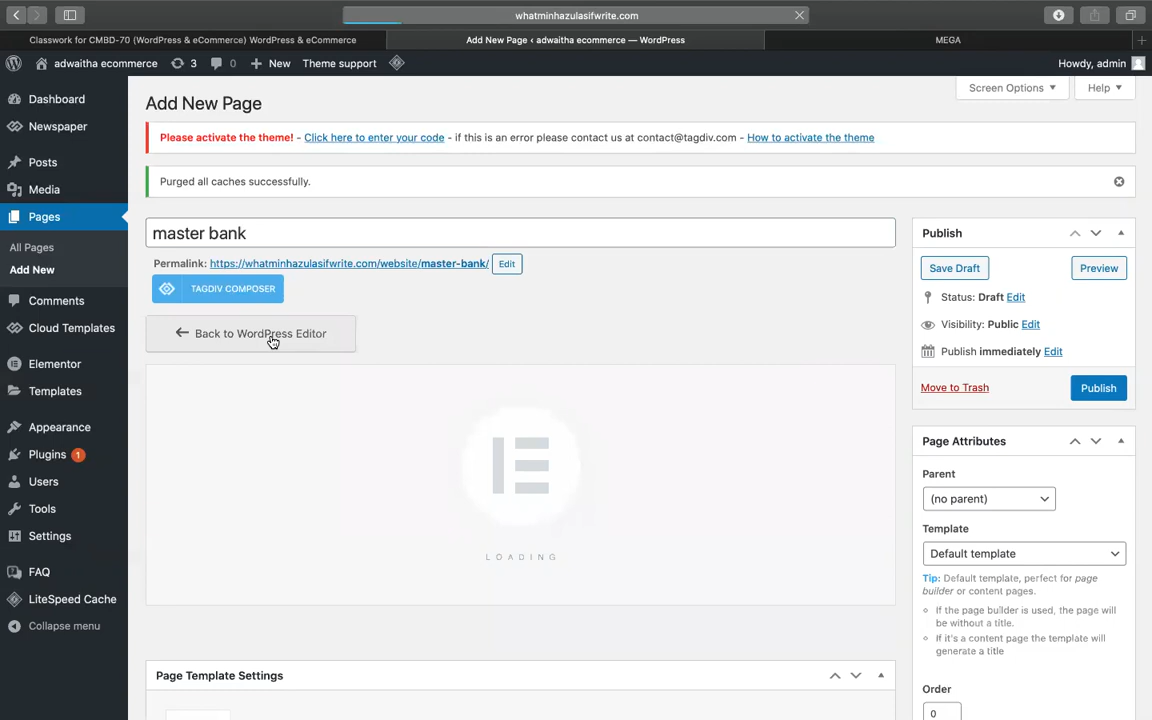 whatminhazulasifwrite.com
Classwork for CMBD-70 (WordPress & eCommerce) WordPress & eCommerce
Add New Page ‹ adwaitha ecommerce — WordPress
MEGA
adwaitha ecommerce
3
0
New
Theme support
Howdy, admin
Screen Options
Help
Dashboard
Newspaper
Posts
Media
Pages
All Pages
Add New
Comments
Cloud Templates
Elementor
Templates
Appearance
Plugins 1
Users
Tools
Settings
FAQ
LiteSpeed Cache
Collapse menu
Add New Page
Please activate the theme! - Click here to enter your code - if this is an error please contact us at contact@tagdiv.com - How to activate the theme
Purged all caches successfully.
master bank
Permalink: https://whatminhazulasifwrite.com/website/master-bank/ Edit
TAGDIV COMPOSER
Back to WordPress Editor
LOADING
Page Template Settings
Publish
Save Draft
Preview
Status: Draft Edit
Visibility: Public Edit
Publish immediately Edit
Move to Trash
Publish
Page Attributes
Parent
(no parent)
Template
Default template
Tip: Default template, perfect for page
builder or content pages.
If the page builder is used, the page will
be without a title.
If it's a content page the template will
generate a title
Order
0